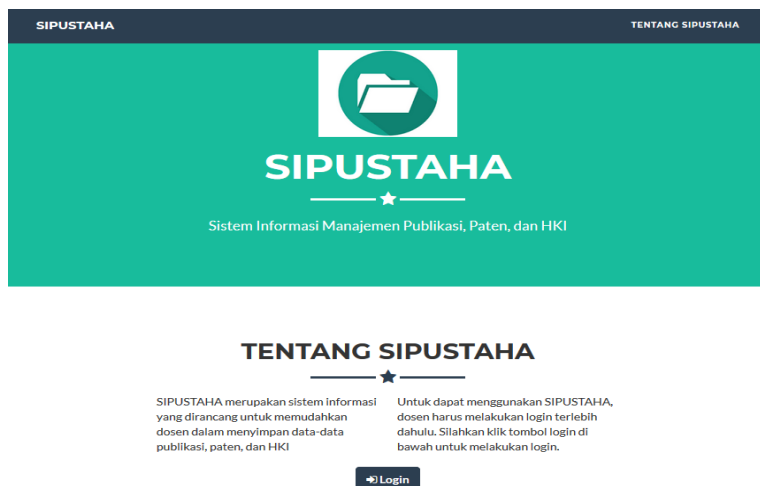 SIPUSTAHA
TENTANG SIPUSTAHA
SIPUSTAHA
Sistem Informasi Manajemen Publikasi, Paten, dan HKI
TENTANG SIPUSTAHA
SIPUSTAHA merupakan sistem informasi
yang dirancang untuk memudahkan
dosen dalam menyimpan data-data
publikasi, paten, dan HKI
Untuk dapat menggunakan SIPUSTAHA,
dosen harus melakukan login terlebih
dahulu. Silahkan klik tombol login di
bawah untuk melakukan login.
Login